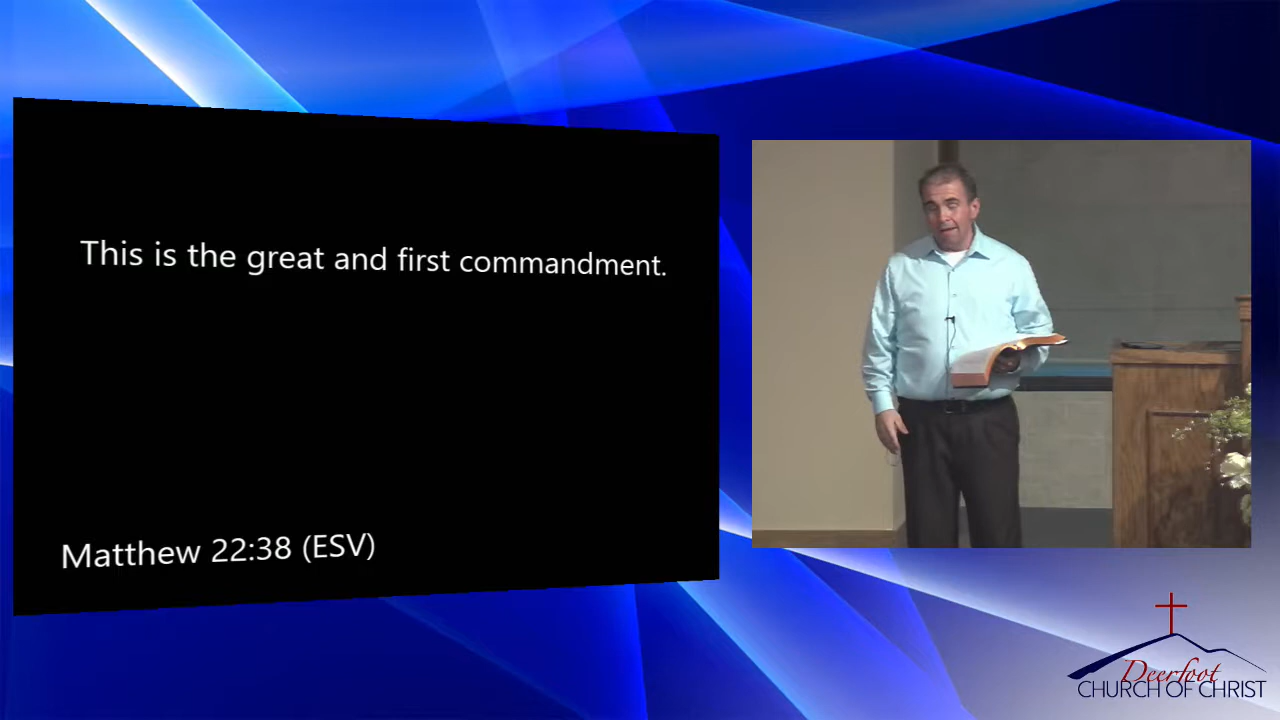 This is the great and first commandment.
Matthew 22:38 (ESV)
Deerfoot
CHURCH OF CHRIST